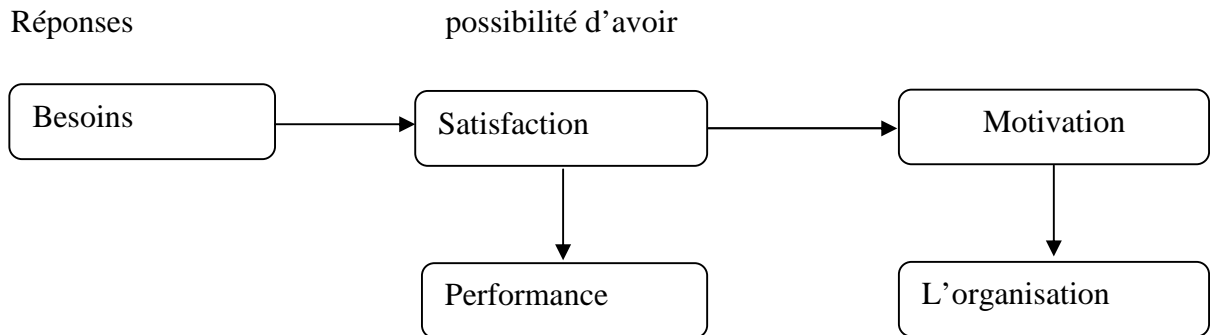 Réponses possibilité d’avoir
Besoins Satisfaction Motivation
Performance L’organisation